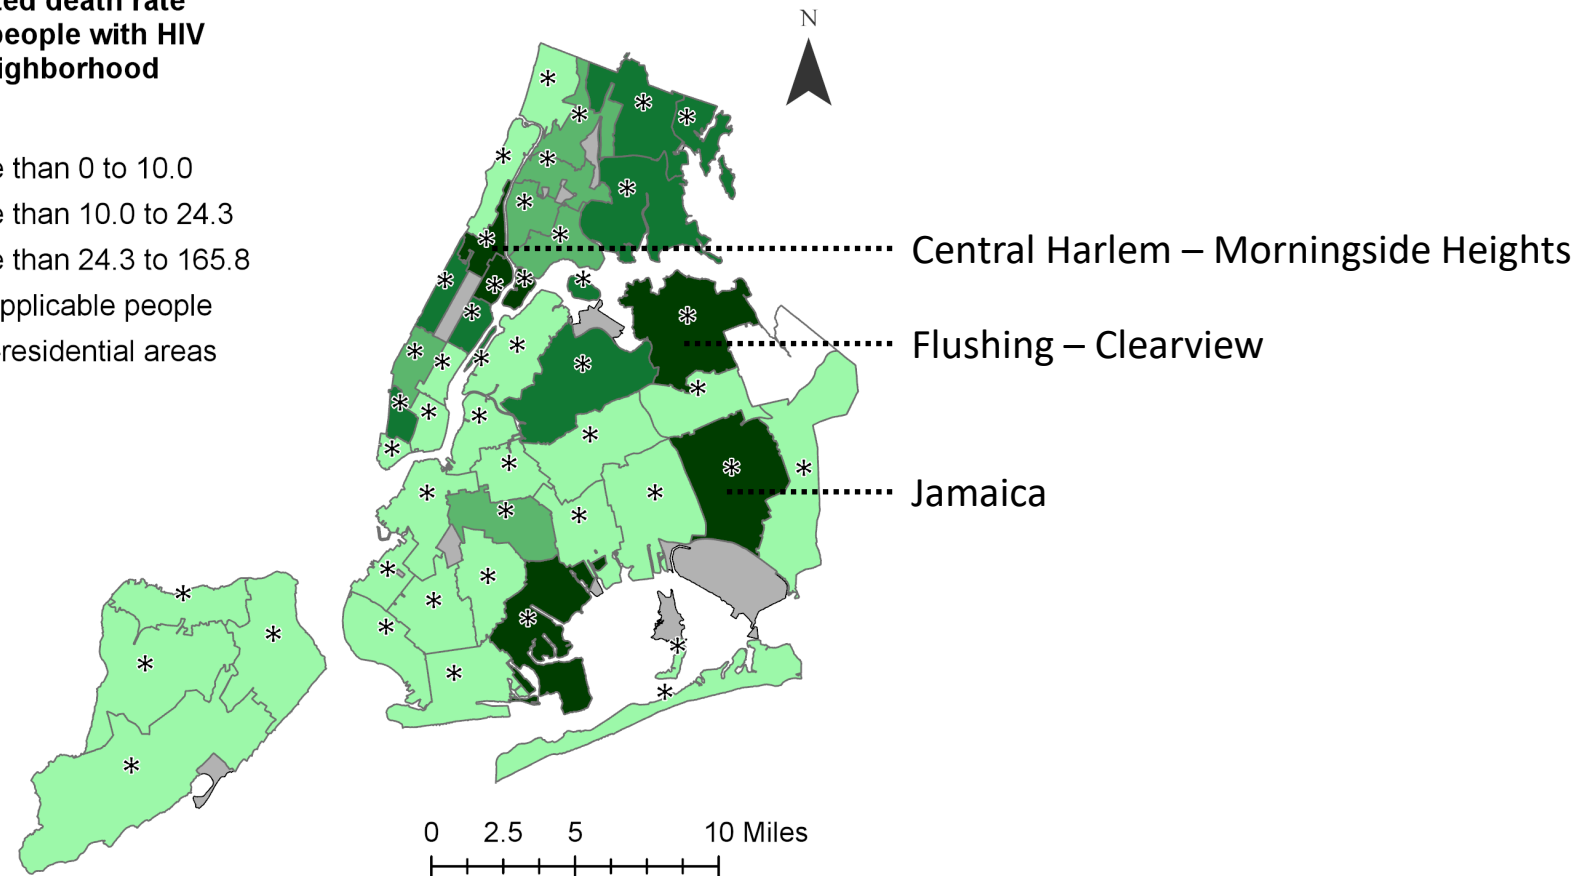 ted death rate
people with HIV
ighborhood
e than 0 to 10.0
e than 10.0 to 24.3
e than 24.3 to 165.8
pplicable people
residential areas
N
Central Harlem – Morningside Heights
Flushing – Clearview
Jamaica
0 2.5 5 10 Miles